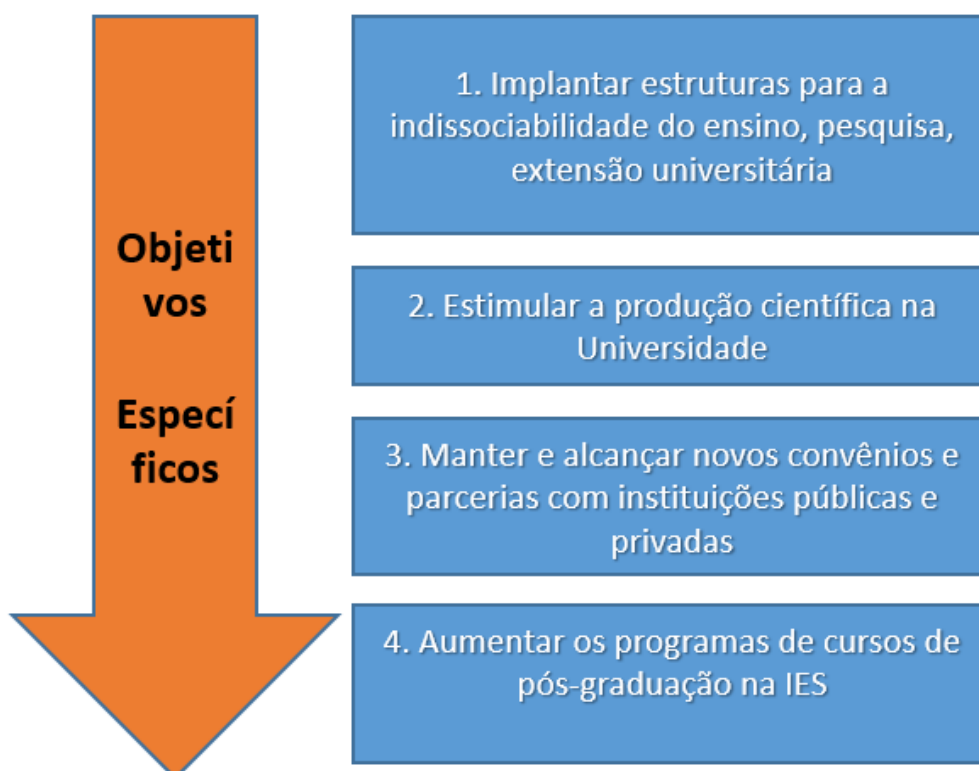 Objeti
vos
Especí
ficos
1. Implantar estruturas para a
indissociabilidade do ensino, pesquisa,
extensão universitária
2. Estimular a produção científica na
Universidade
3. Manter e alcançar novos convênios e
parcerias com instituições públicas e
privadas
4. Aumentar os programas de cursos de
pós-graduação na IES